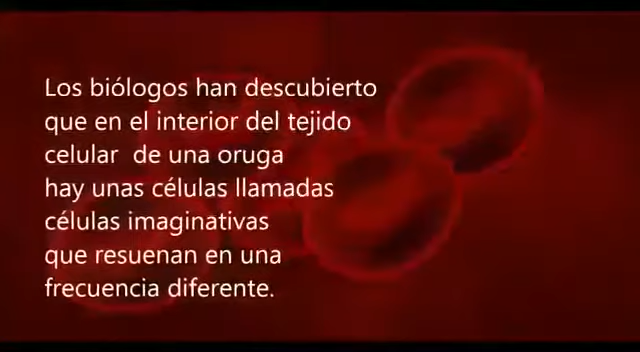 Los biólogos han descubierto
que en el interior del tejido
celular  de una oruga
hay unas células llamadas
células imaginativas
que resuenan en una
frecuencia diferente.